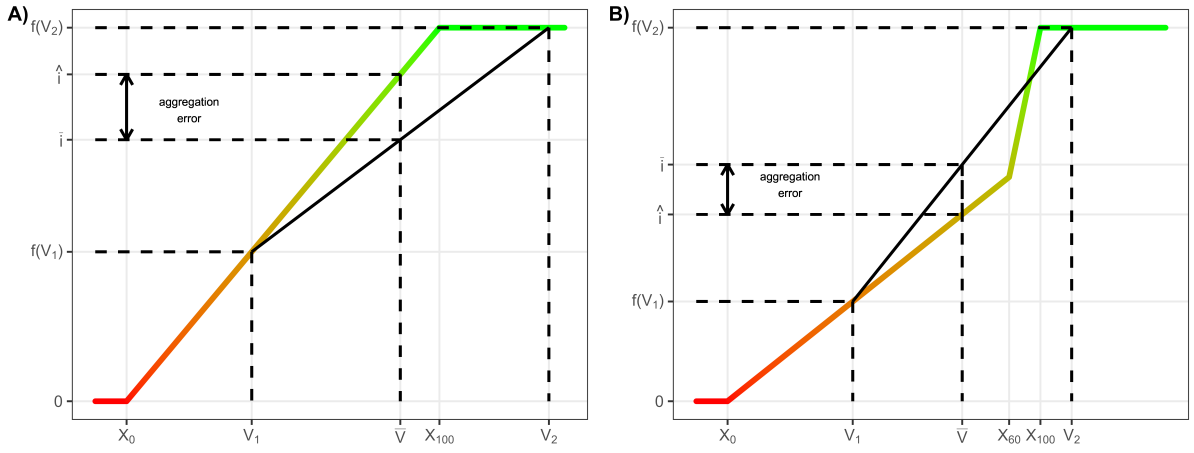 A)
f(V₂)
î
aggregation
error
i̅
f(V₁)
0
X₀
V₁
V̅
X₁₀₀
V₂
B)
f(V₂)
i̅
aggregation
error
î
f(V₁)
0
X₀
V₁
V̅
X₆₀
X₁₀₀
V₂